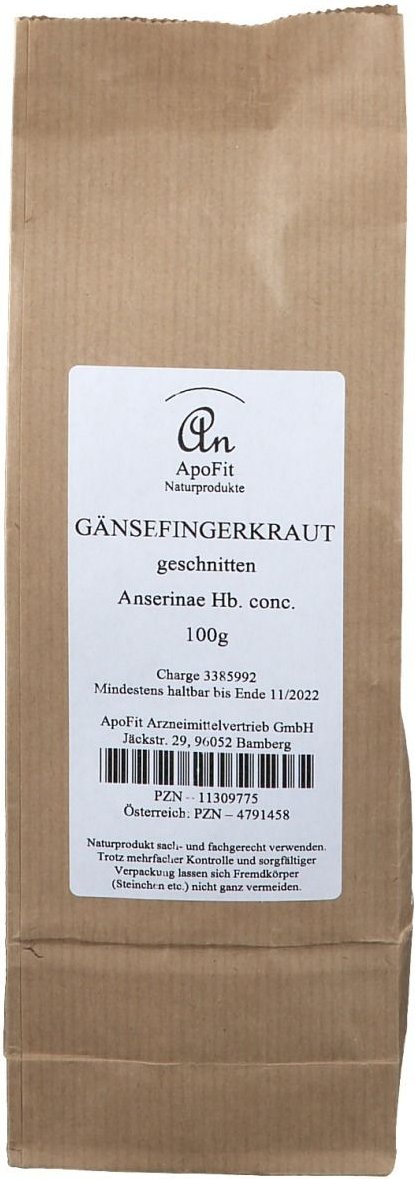 An
ApoFit
Naturprodukte
GÄNSEFINGERKRAUT
geschnitten
Anserinae Hb. conc.
100g
Charge 3385992
Mindestens haltbar bis Ende 11/2022
ApoFit Arzneimittelvertrieb GmbH
Jäckstr. 29, 96052 Bamberg
PZN - 11309775
Österreich: PZN – 4791458
Naturprodukt sach- und fachgerecht verwenden.
Trotz mehrfacher Kontrolle und sorgfältiger
Verpackung lassen sich Fremdkörper
(Steinchen etc.) nicht ganz vermeiden.